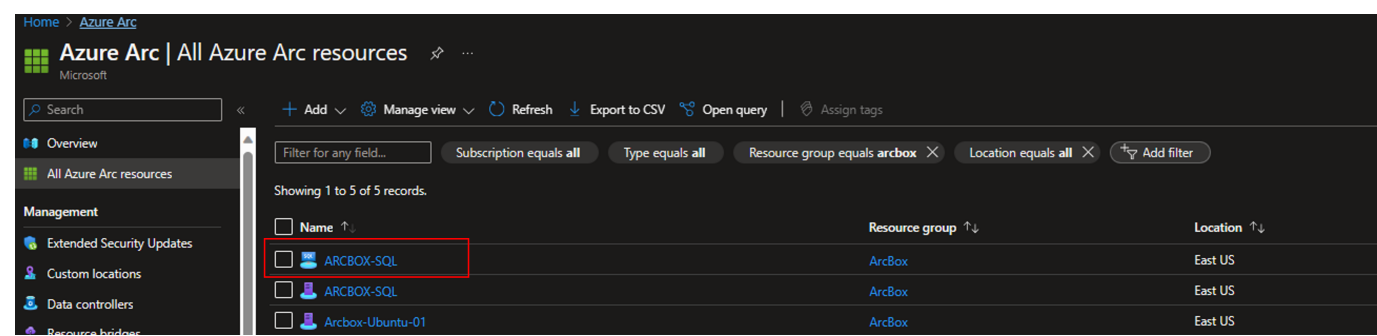 Home > Azure Arc
Azure Arc | All Azure Arc resources ...
Microsoft
Search «
Add Manage view Refresh Export to CSV Open query | Assign tags
Overview
Filter for any field... Subscription equals all Type equals all Resource group equals arcbox Location equals all Add filter
All Azure Arc resources
Showing 1 to 5 of 5 records.
Management
Name ↑↓ Resource group ↑↓ Location ↑↓
Extended Security Updates
SQL ARCBOX-SQL ArcBox East US
Custom locations
ARCBOX-SQL ArcBox East US
Data controllers
Arcbox-Ubuntu-01 ArcBox East US
Resource bridges